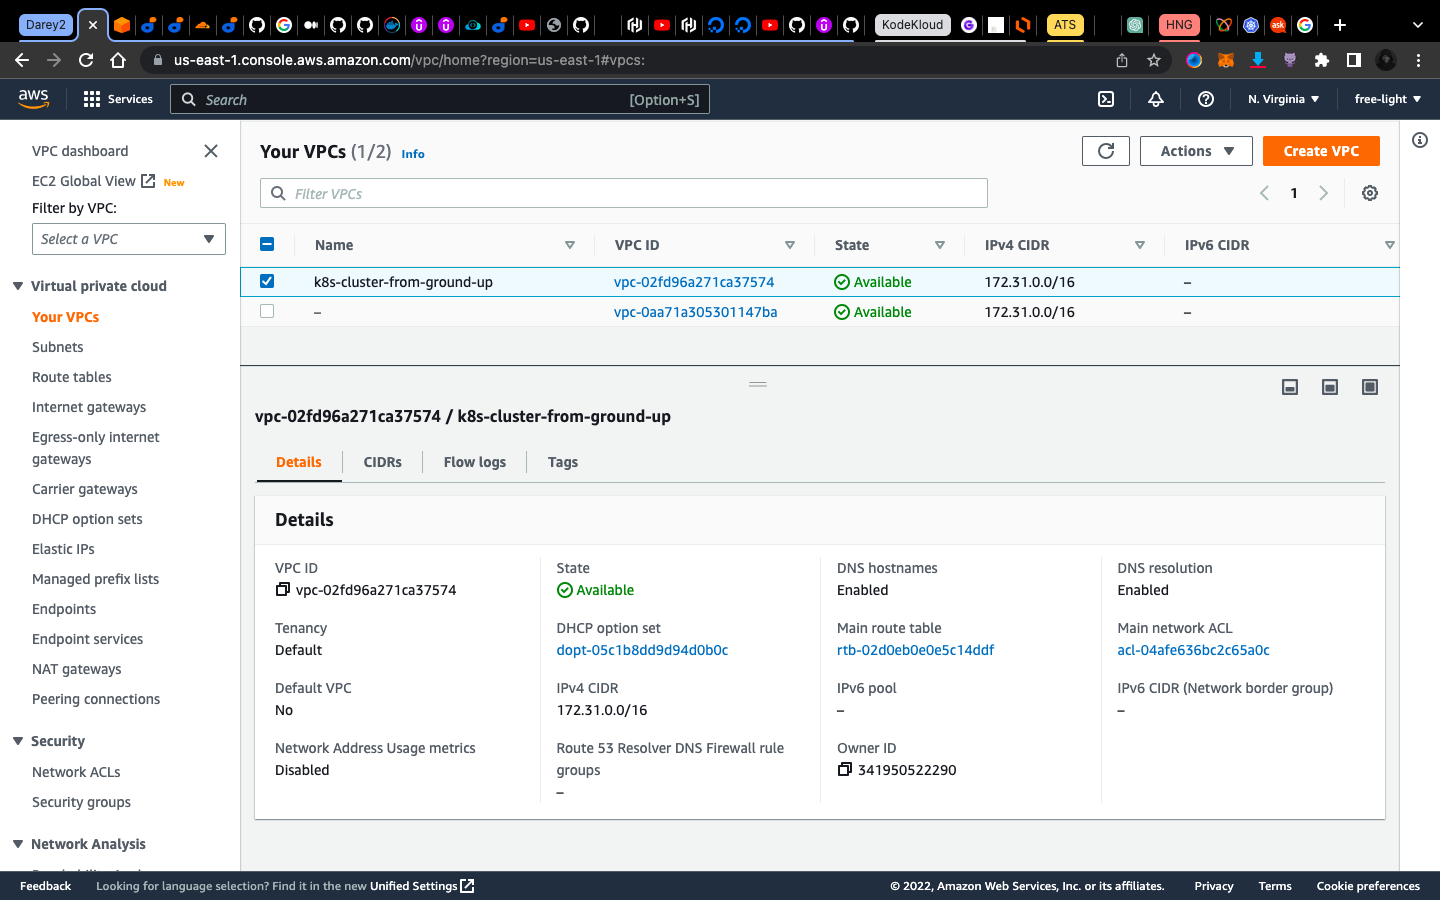 Darey2
KodeKloud
ATS
HNG
us-east-1.console.aws.amazon.com/vpc/home?region=us-east-1#vpcs:
aws
Services
Search
[Option+S]
N. Virginia
free-light
VPC dashboard
EC2 Global View
New
Filter by VPC:
Select a VPC
Virtual private cloud
Your VPCs
Subnets
Route tables
Internet gateways
Egress-only internet
gateways
Carrier gateways
DHCP option sets
Elastic IPs
Managed prefix lists
Endpoints
Endpoint services
NAT gateways
Peering connections
Security
Network ACLs
Security groups
Network Analysis
Your VPCs (1/2) Info
Actions
Create VPC
Filter VPCs
1
Name VPC ID State IPv4 CIDR IPv6 CIDR
k8s-cluster-from-ground-up vpc-02fd96a271ca37574 Available 172.31.0.0/16 –
– vpc-0aa71a305301147ba Available 172.31.0.0/16 –
vpc-02fd96a271ca37574 / k8s-cluster-from-ground-up
Details CIDRs Flow logs Tags
Details
VPC ID
vpc-02fd96a271ca37574
State
Available
DNS hostnames
Enabled
DNS resolution
Enabled
Tenancy
Default
DHCP option set
dopt-05c1b8dd9d94d0b0c
Main route table
rtb-02d0eb0e0e5c14ddf
Main network ACL
acl-04afe636bc2c65a0c
Default VPC
No
IPv4 CIDR
172.31.0.0/16
IPv6 pool
–
IPv6 CIDR (Network border group)
–
Network Address Usage metrics
Disabled
Route 53 Resolver DNS Firewall rule
groups
–
Owner ID
341950522290
Feedback
Looking for language selection? Find it in the new Unified Settings
© 2022, Amazon Web Services, Inc. or its affiliates.
Privacy
Terms
Cookie preferences